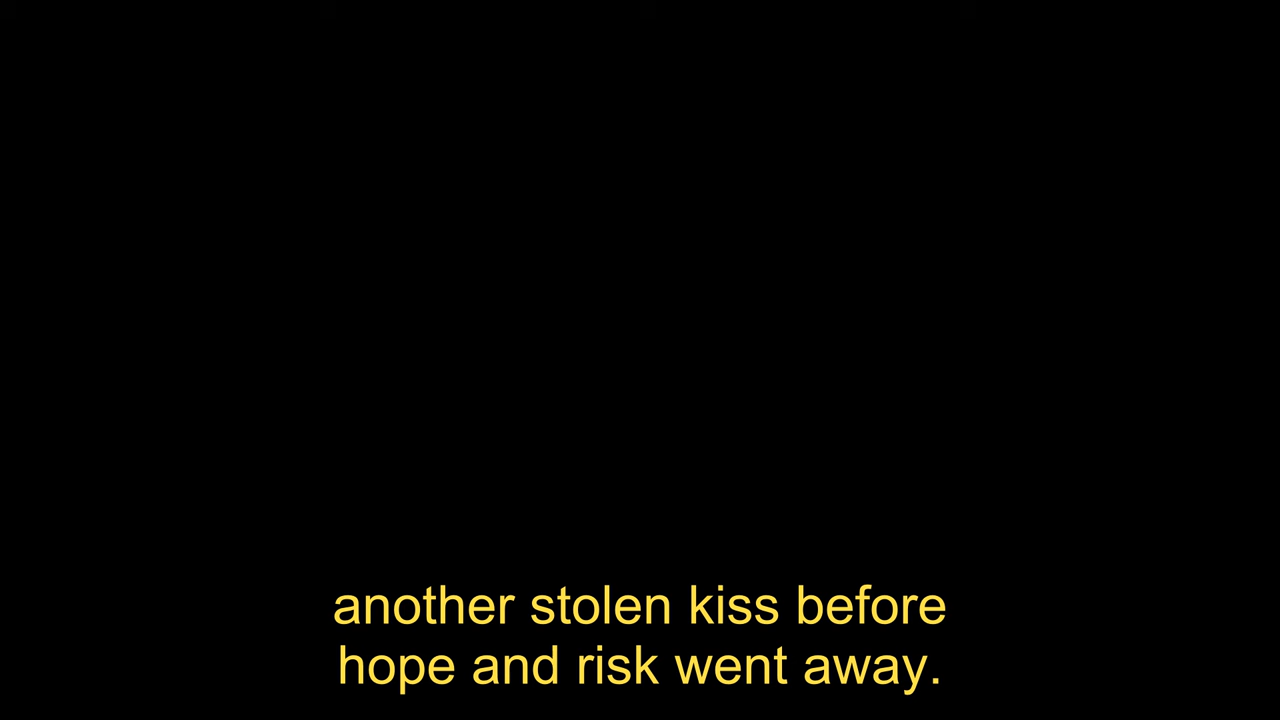 another stolen kiss before
hope and risk went away.